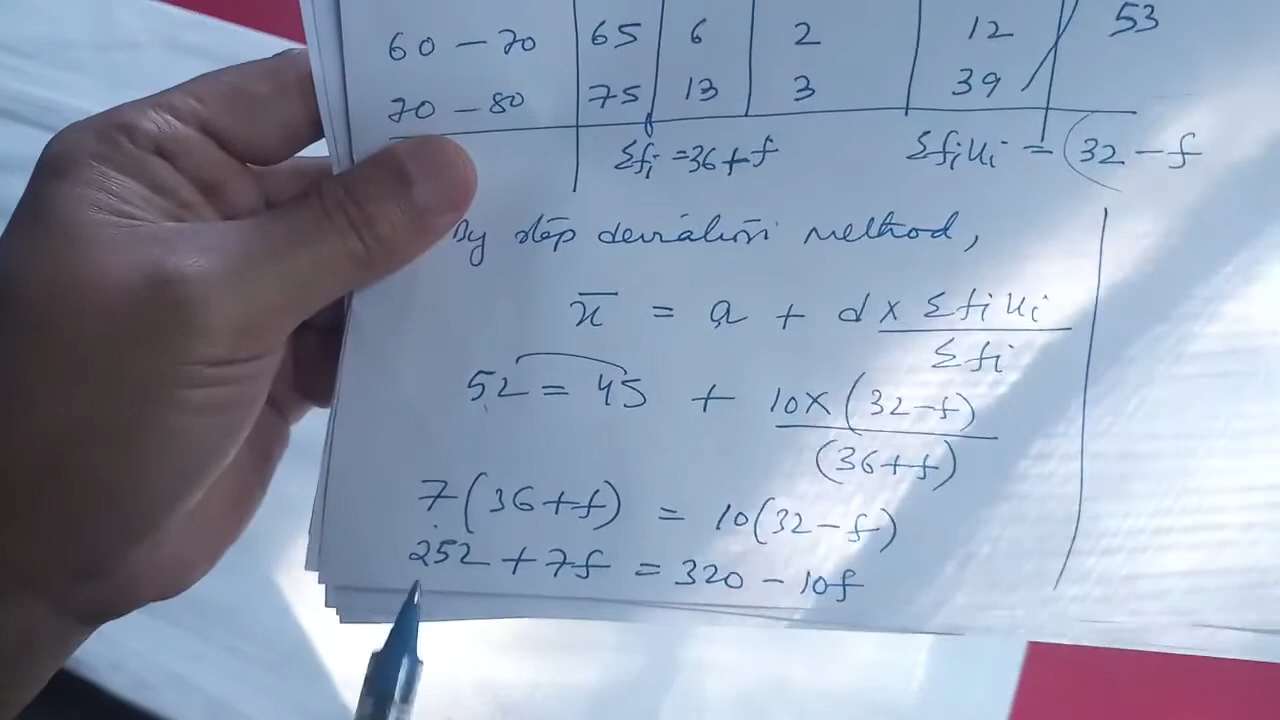 60 - 70 65 6 2 12 53
70 - 80 75 13 3 39
Σfi = 36 + f Σfiui = (32 - f
By step deviation method,
x̄ = a + d × Σfiui / Σfi
52 = 45 + 10 × (32 - f) / (36 + f)
7(36 + f) = 10(32 - f)
252 + 7f = 320 - 10f